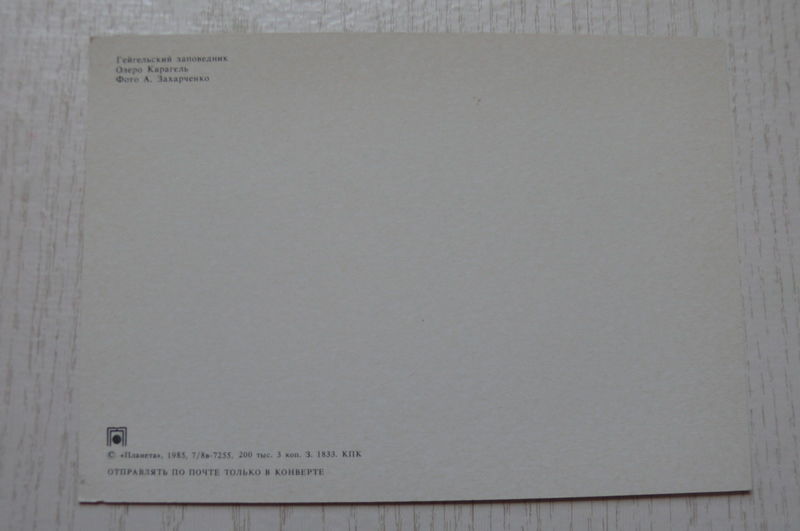 Гейгельский заповедник
Озеро Карагель
Фото А. Захарченко
© «Планета», 1985, 7/8в-7255, 200 тыс. 3 коп. З. 1833. КПК
ОТПРАВЛЯТЬ ПО ПОЧТЕ ТОЛЬКО В КОНВЕРТЕ